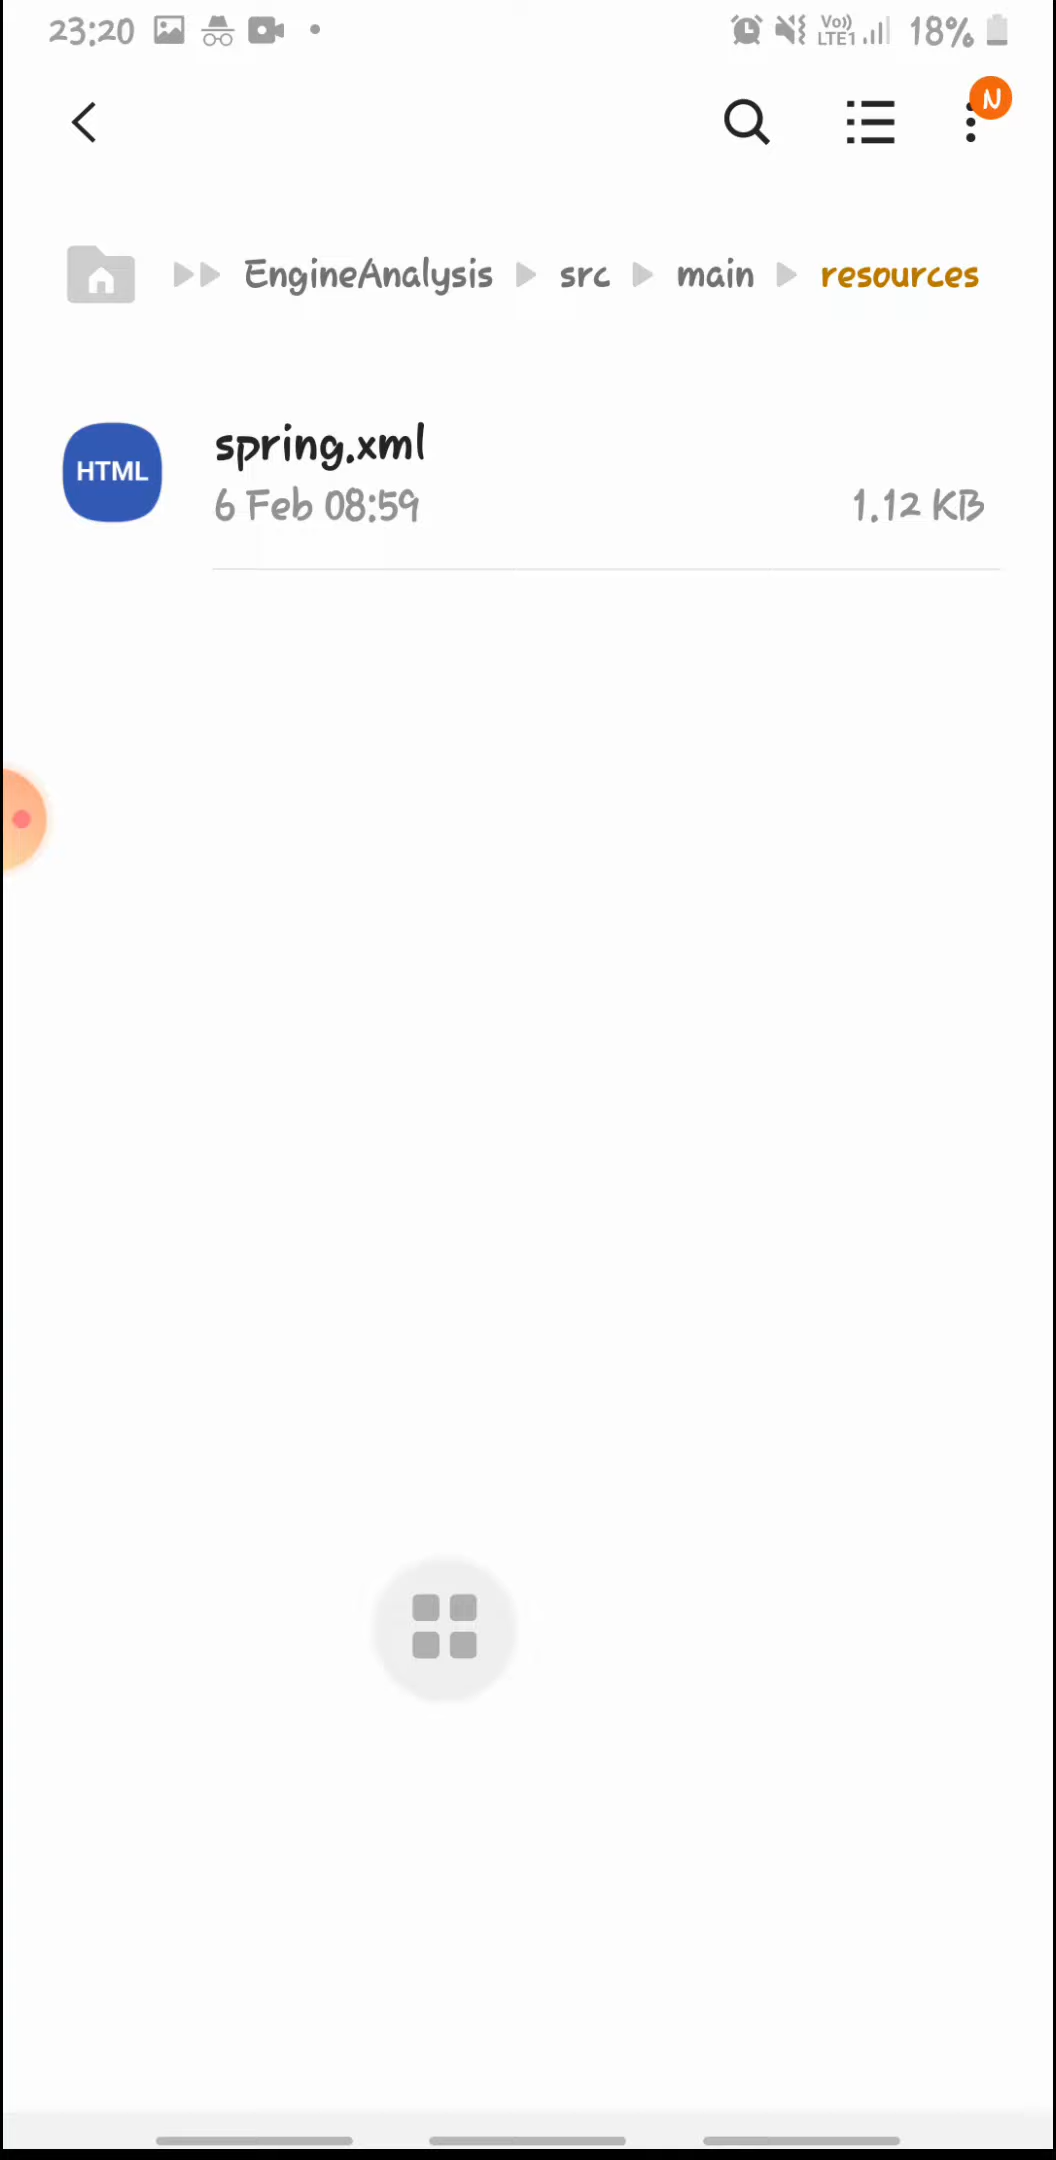 23:20 Vo)) LTE1 18%
N
EngineAnalysis src main resources
HTML
spring.xml
6 Feb 08:59 1.12 KB